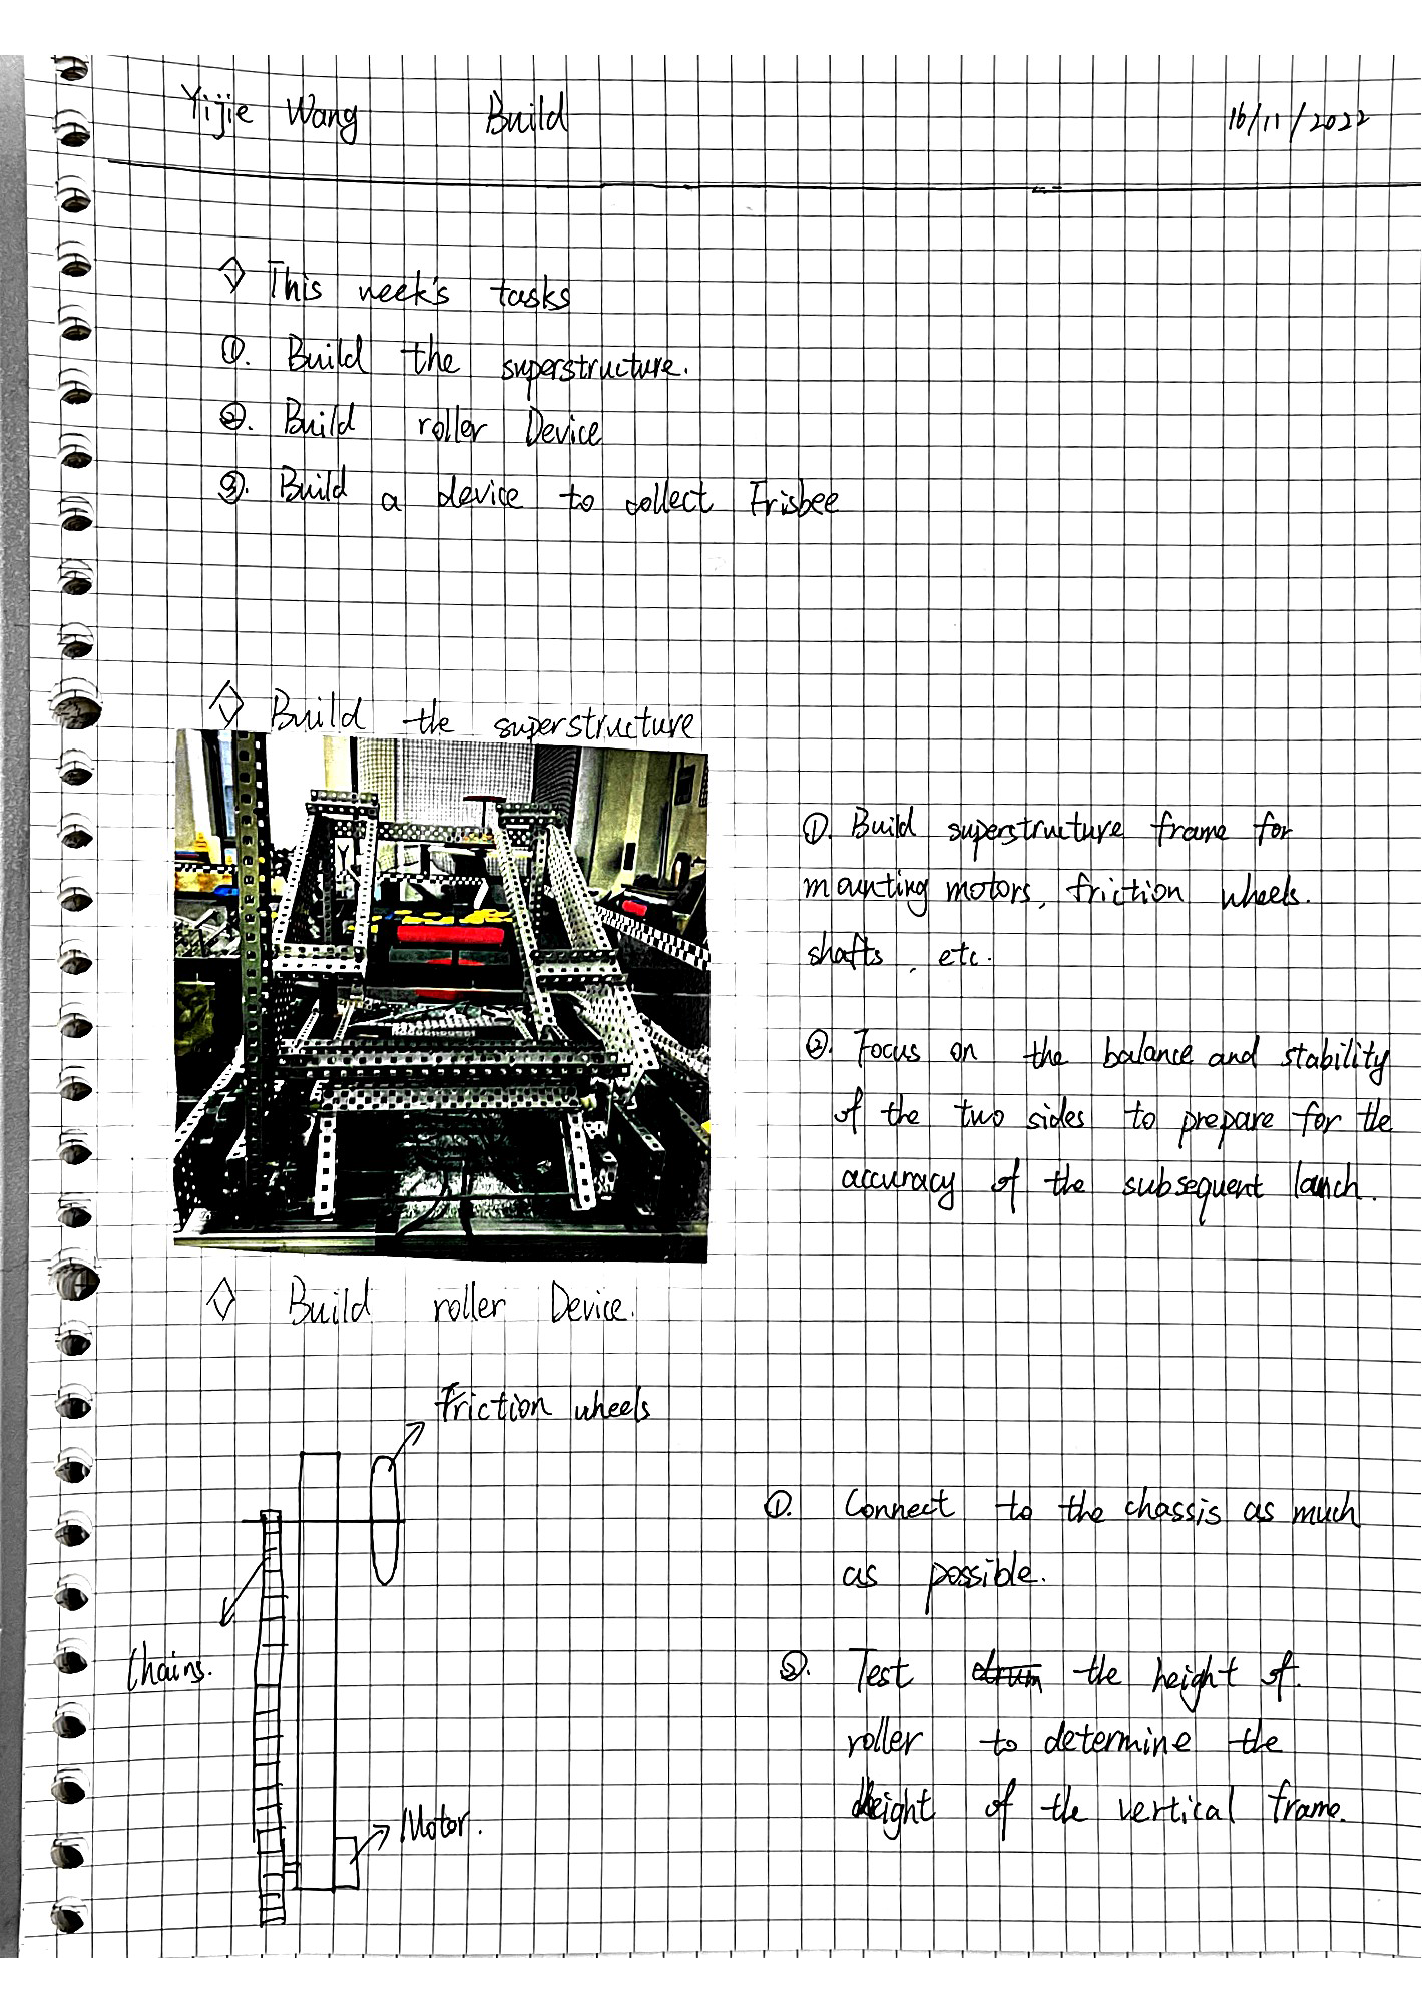 Yijie Wang Build 16/11/2022
This week's tasks
①. Build the superstructure.
②. Build roller Device
③. Build a device to collect Frisbee
Build the superstructure
①. Build superstructure frame for
mounting motors, friction wheels.
shafts, etc.
②. Focus on the balance and stability
of the two sides to prepare for the
accuracy of the subsequent lanch.
Build roller Device.
Friction wheels
Chains.
Motor.
①. Connect to the chassis as much
as possible.
②. Test drum the height of
roller to determine the
height of the vertical frame.